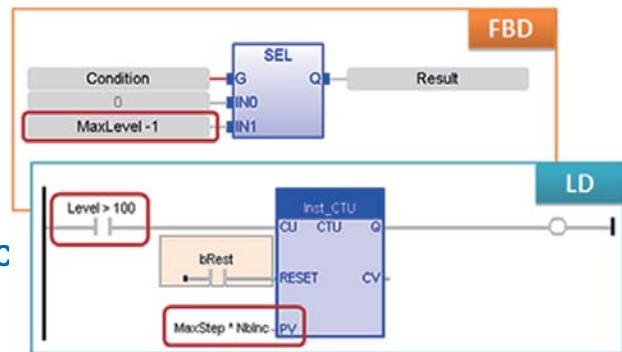 FBD
SEL
Condition G Q Result
0 IN0
MaxLevel -1 IN1
LD
Level > 100
Inst_CTU
CU CTU Q
bRest
RESET CV
MaxStep * NbInc PV
c